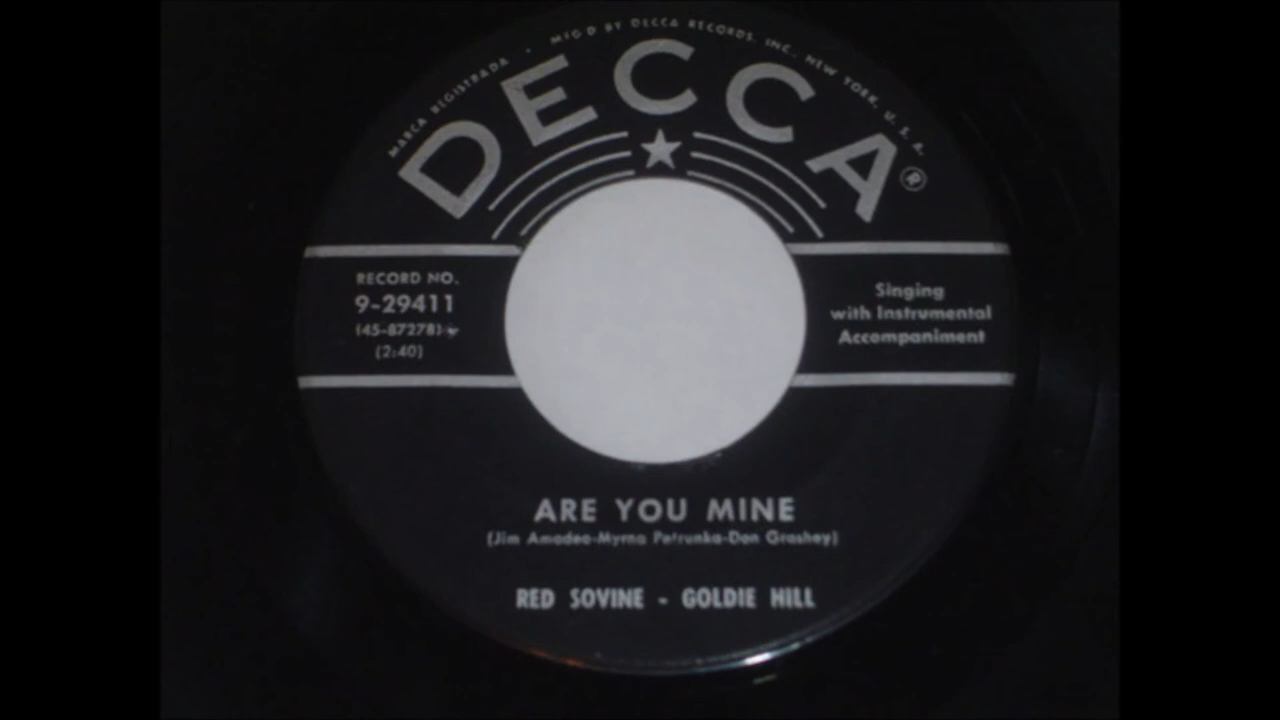 MARCA REGISTRADA • MFG'D BY DECCA RECORDS, INC., NEW YORK, U. S. A.
DECCA®
RECORD NO.
9-29411
(45-87278)
(2:40)
Singing
with Instrumental
Accompaniment
ARE YOU MINE
(Jim Amadeo-Myrna Petrunka-Don Grashey)
RED SOVINE - GOLDIE HILL